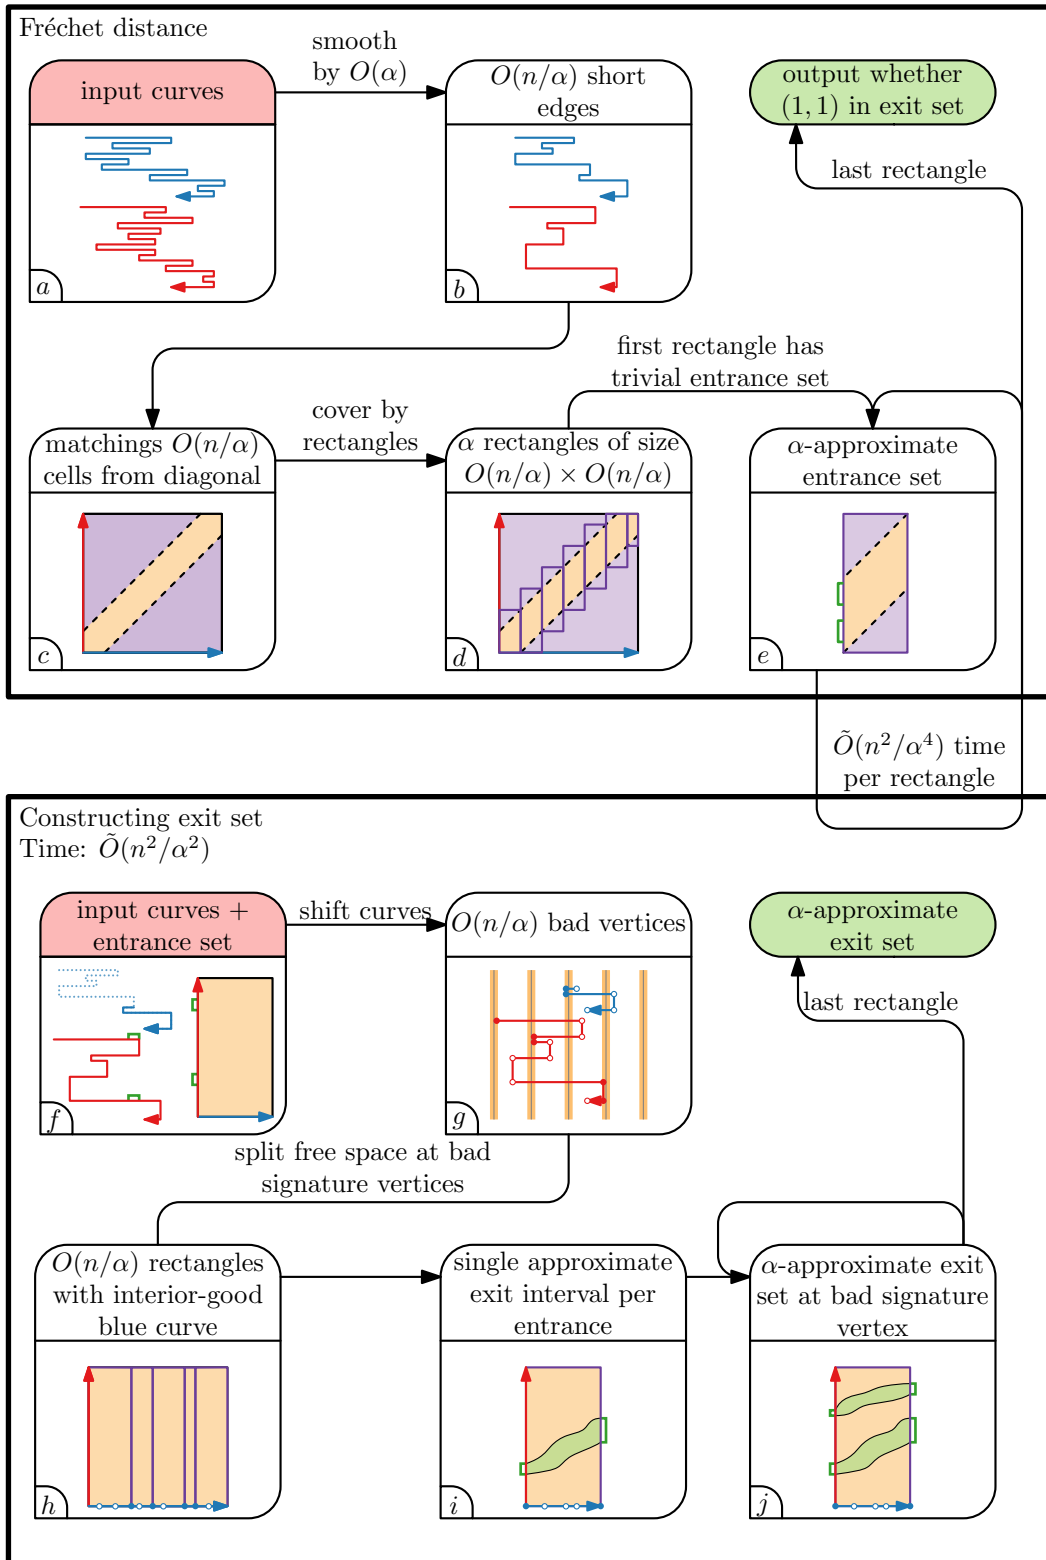 Fréchet distance
smooth
by O(α)
input curves
O(n/α) short
edges
output whether
(1, 1) in exit set
last rectangle
a
b
first rectangle has
trivial entrance set
cover by
rectangles
matchings O(n/α)
cells from diagonal
α rectangles of size
O(n/α) × O(n/α)
α-approximate
entrance set
c
d
e
Õ(n²/α⁴) time
per rectangle
Constructing exit set
Time: Õ(n²/α²)
input curves +
entrance set
shift curves
O(n/α) bad vertices
α-approximate
exit set
last rectangle
f
g
split free space at bad
signature vertices
O(n/α) rectangles
with interior-good
blue curve
single approximate
exit interval per
entrance
α-approximate exit
set at bad signature
vertex
h
i
j